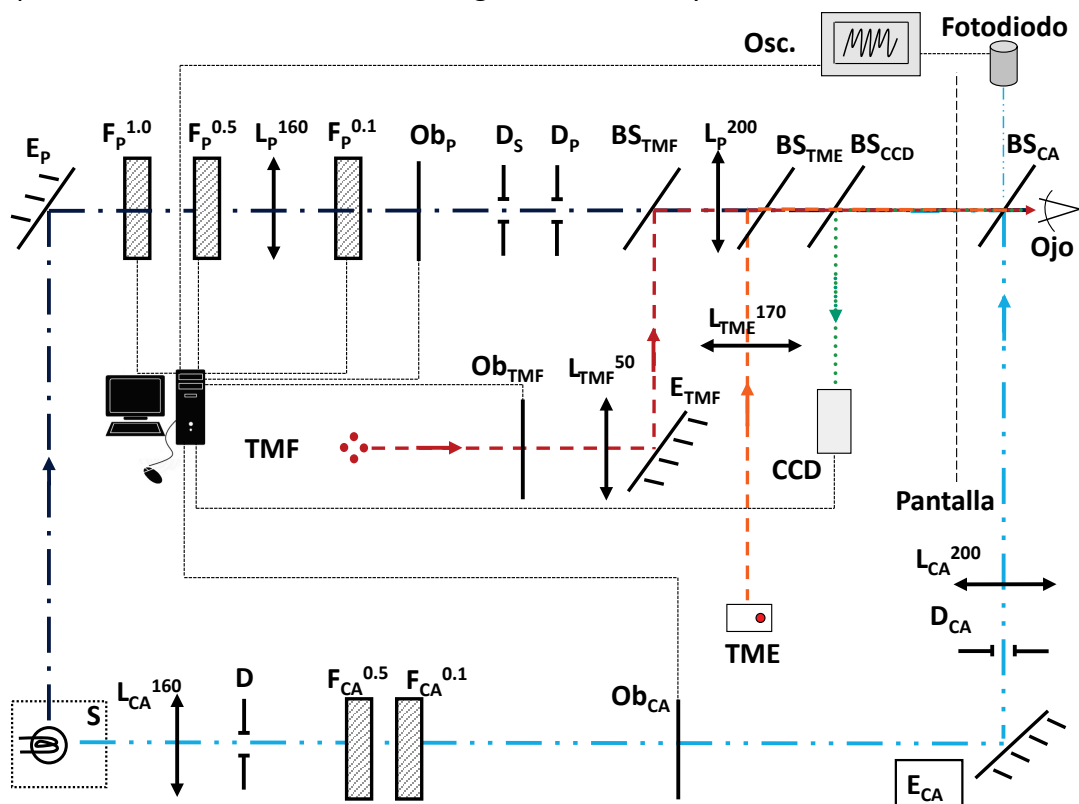 Fotodiodo
Osc.
E_P
F_P^1.0
F_P^0.5
L_P^160
F_P^0.1
Ob_P
D_S
D_P
BS_TMF
L_P^200
BS_TME
BS_CCD
BS_CA
Ojo
L_TME^170
Ob_TMF
L_TMF^50
E_TMF
TMF
CCD
Pantalla
L_CA^200
D_CA
TME
S
L_CA^160
D
F_CA^0.5
F_CA^0.1
Ob_CA
E_CA